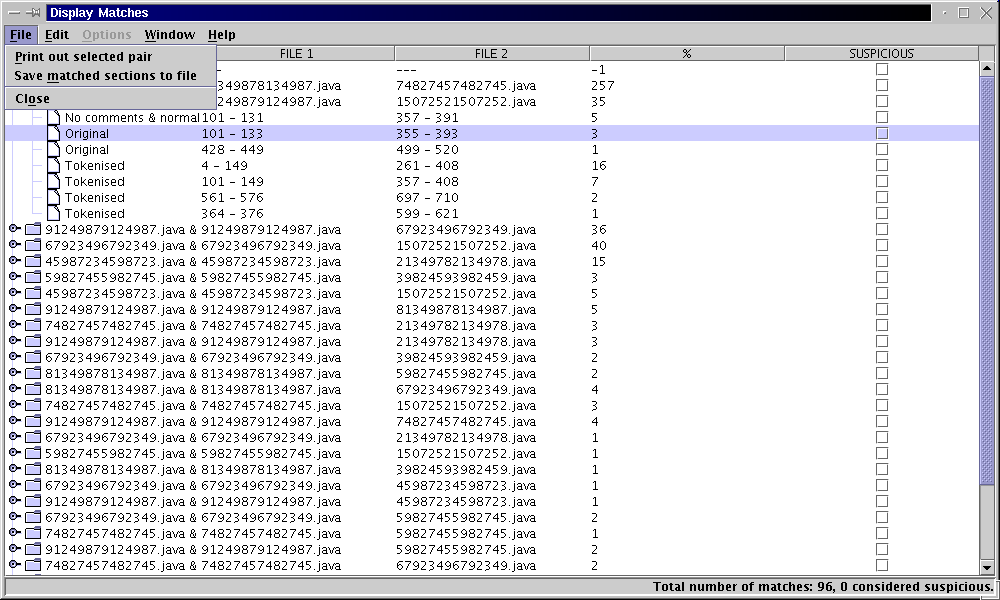 Display Matches
File Edit Options Window Help
FILE 1 FILE 2 % SUSPICIOUS
Print out selected pair
Save matched sections to file
Close
--- -1
349878134987.java 74827457482745.java 257
349878134987.java 15072521507252.java 35
No comments & normal 101 - 131 357 - 391 5
Original 101 - 133 355 - 393 3
Original 428 - 449 499 - 520 1
Tokenised 4 - 149 261 - 408 16
Tokenised 101 - 149 357 - 408 7
Tokenised 561 - 576 697 - 710 2
Tokenised 364 - 376 599 - 621 1
91249879124987.java & 91249879124987.java 67923496792349.java 36
67923496792349.java & 67923496792349.java 15072521507252.java 40
45987234598723.java & 45987234598723.java 21349782134978.java 15
59827455982745.java & 59827455982745.java 39824593982459.java 3
45987234598723.java & 45987234598723.java 15072521507252.java 5
91249879124987.java & 91249879124987.java 81349878134987.java 5
74827457482745.java & 74827457482745.java 21349782134978.java 3
91249879124987.java & 91249879124987.java 21349782134978.java 3
67923496792349.java & 67923496792349.java 39824593982459.java 2
81349878134987.java & 81349878134987.java 59827455982745.java 2
81349878134987.java & 81349878134987.java 67923496792349.java 4
74827457482745.java & 74827457482745.java 15072521507252.java 3
91249879124987.java & 91249879124987.java 74827457482745.java 4
67923496792349.java & 67923496792349.java 21349782134978.java 1
59827455982745.java & 59827455982745.java 15072521507252.java 1
81349878134987.java & 81349878134987.java 39824593982459.java 1
67923496792349.java & 67923496792349.java 45987234598723.java 1
91249879124987.java & 91249879124987.java 45987234598723.java 1
67923496792349.java & 67923496792349.java 59827455982745.java 2
74827457482745.java & 74827457482745.java 59827455982745.java 1
91249879124987.java & 91249879124987.java 59827455982745.java 2
74827457482745.java & 74827457482745.java 67923496792349.java 2
Total number of matches: 96, 0 considered suspicious.